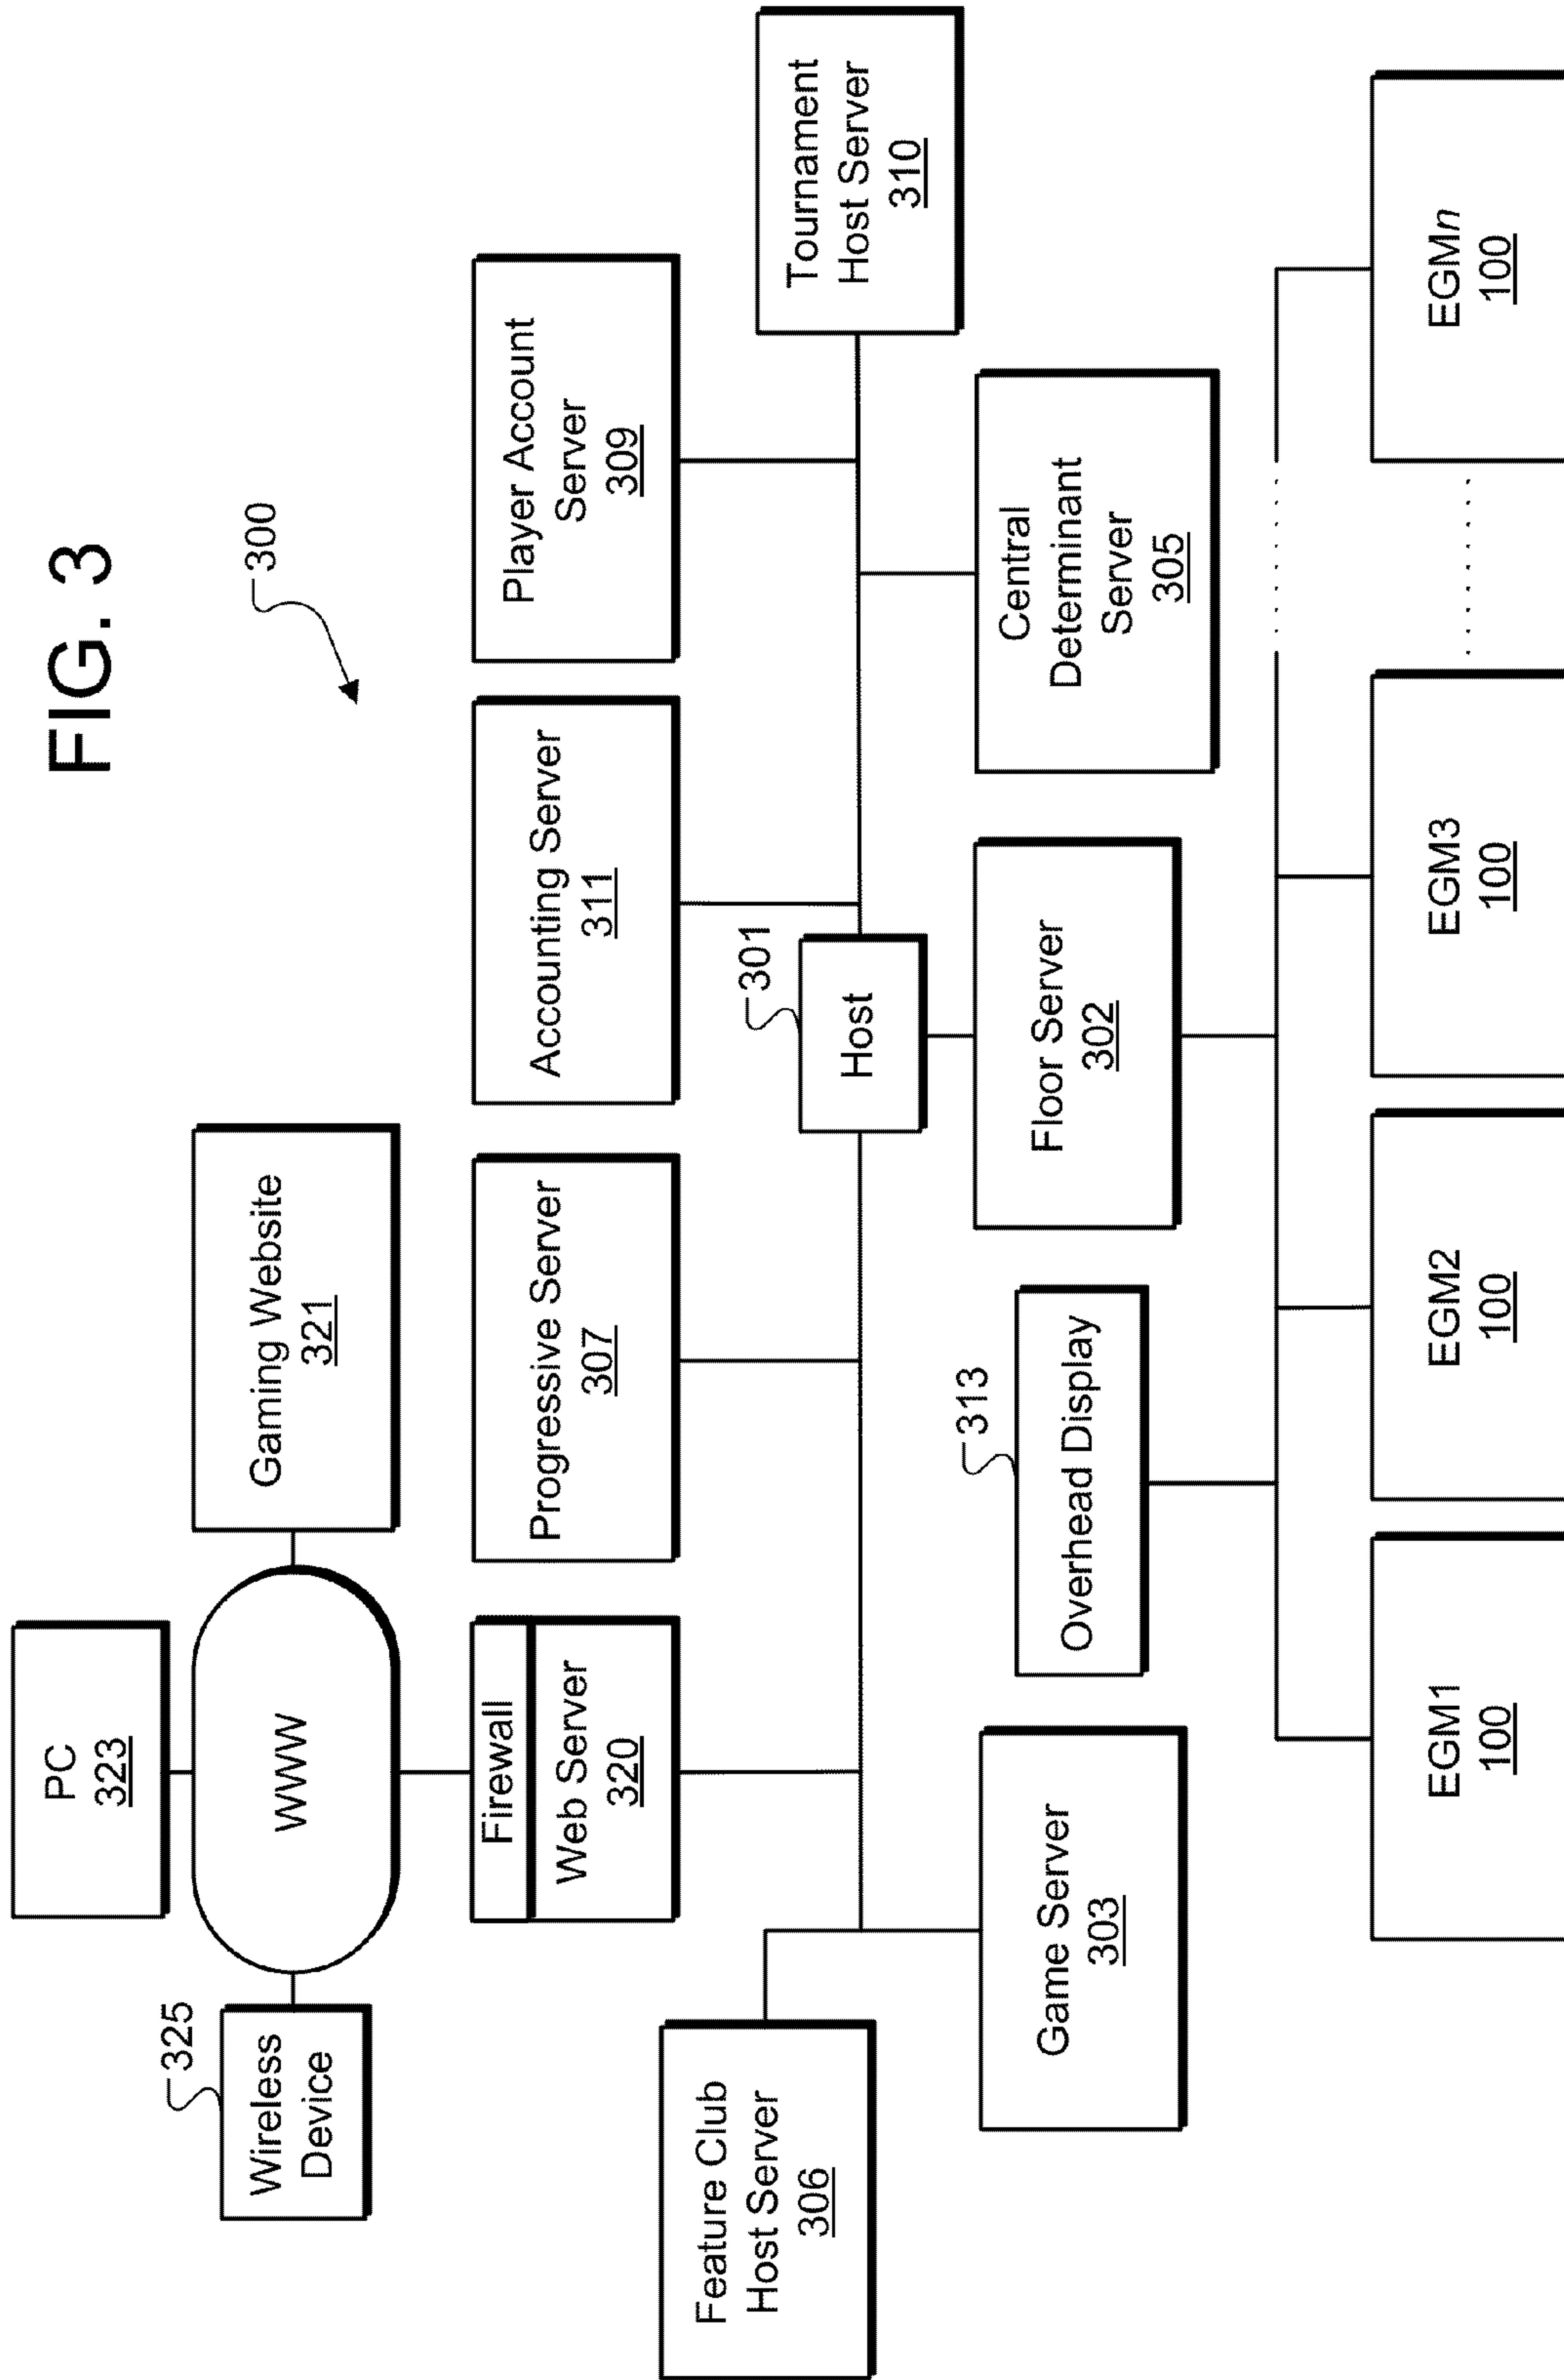 FIG. 3
300
PC
323
Wireless
Device
325
WWW
Gaming Website
321
Firewall
Web Server
320
Progressive Server
307
Accounting Server
311
Player Account
Server
309
Feature Club
Host Server
306
Host
301
Tournament
Host Server
310
Game Server
303
Overhead Display
313
Floor Server
302
Central
Determinant
Server
305
EGM1
100
EGM2
100
EGM3
100
EGMn
100